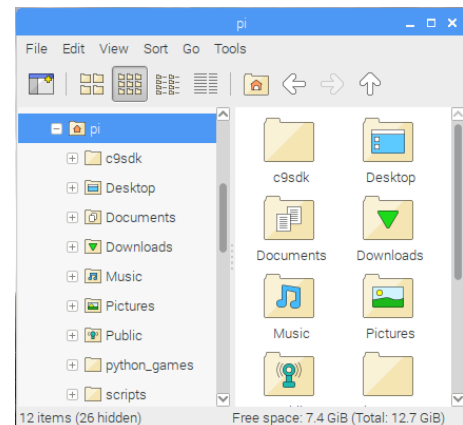 pi
File Edit View Sort Go Tools
pi
c9sdk
Desktop
Documents
Downloads
Music
Pictures
Public
python_games
scripts
c9sdk Desktop
Documents Downloads
Music Pictures
12 items (26 hidden) Free space: 7.4 GiB (Total: 12.7 GiB)